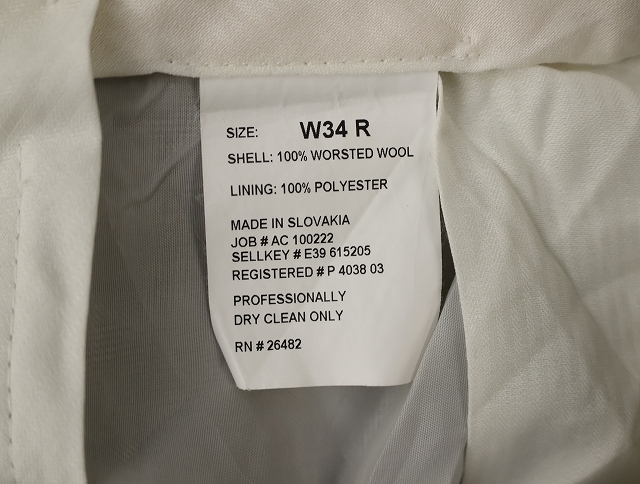 SIZE: W34 R
SHELL: 100% WORSTED WOOL
LINING: 100% POLYESTER
MADE IN SLOVAKIA
JOB # AC 100222
SELLKEY # E39 615205
REGISTERED # P 4038 03
PROFESSIONALLY
DRY CLEAN ONLY
RN # 26482